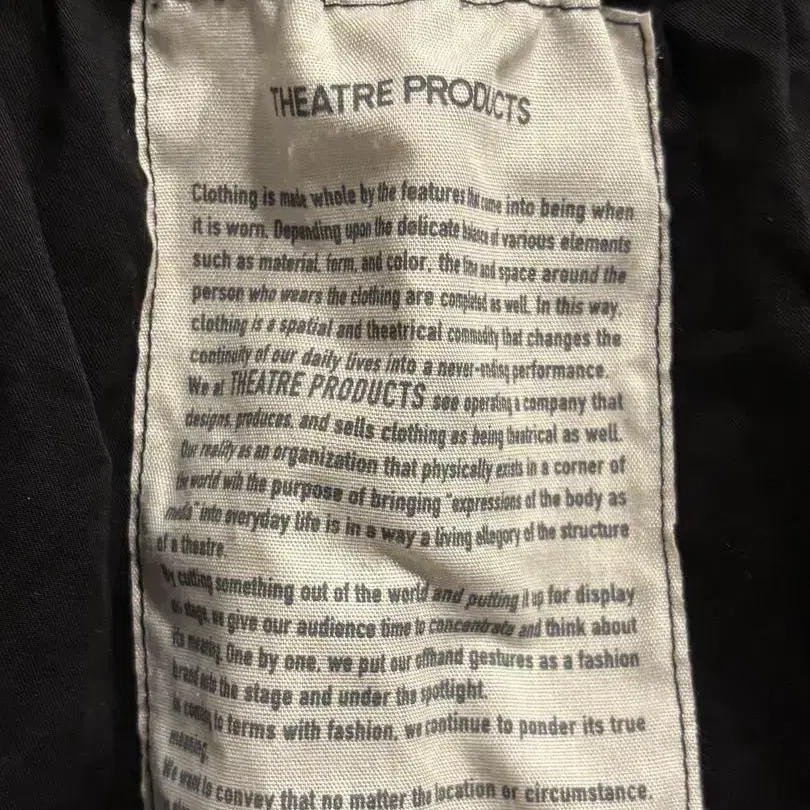 THEATRE PRODUCTS
Clothing is made whole by the features that come into being when
it is worn. Depending upon the delicate balance of various elements
such as material, form, and color, the line and space around the
person who wears the clothing are completed as well. In this way,
clothing is a spatial and theatrical commodity that changes the
continuity of our daily lives into a never-ending performance.
We at THEATRE PRODUCTS see operating a company that
designs, produces, and sells clothing as being theatrical as well.
Our reality as an organization that physically exists in a corner of
the world with the purpose of bringing "expressions of the body as
media" into everyday life is in a way a living allegory of the structure
of a theatre.
By cutting something out of the world and putting it up for display
on stage, we give our audience time to concentrate and think about
its meaning. One by one, we put our offhand gestures as a fashion
brand onto the stage and under the spotlight.
In coming to terms with fashion, we continue to ponder its true
meaning.
We want to convey that no matter the location or circumstance,